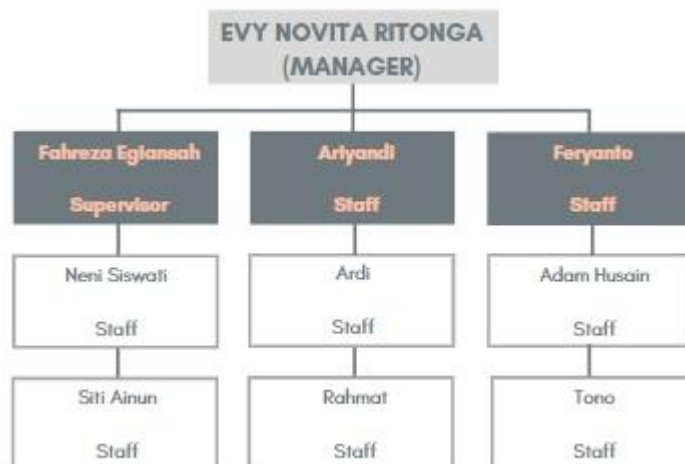 EVY NOVITA RITONGA
(MANAGER)
Fahreza Egiansah
Supervisor
Ariyandi
Staff
Feryanto
Staff
Neni Siswati
Staff
Ardi
Staff
Adam Husain
Staff
Siti Ainun
Staff
Rahmat
Staff
Tono
Staff